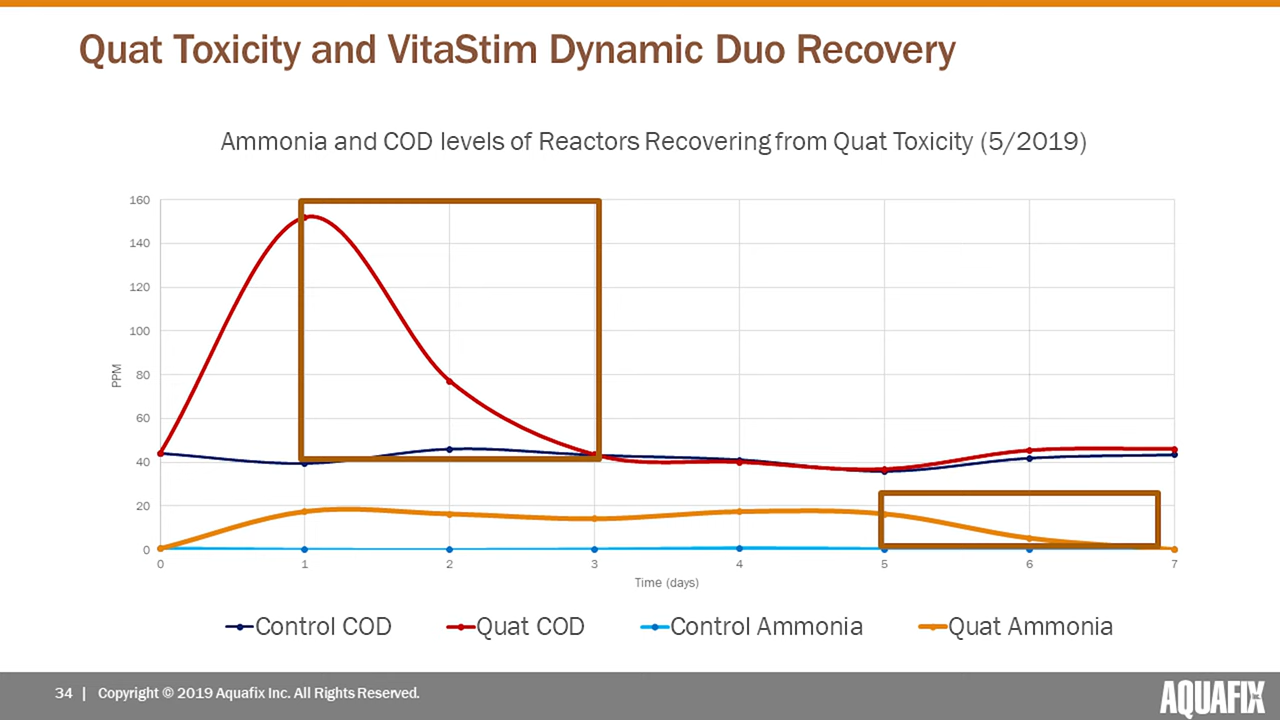 Quat Toxicity and VitaStim Dynamic Duo Recovery
Ammonia and COD levels of Reactors Recovering from Quat Toxicity (5/2019)
160
140
120
100
80
60
40
20
0
PPM
0 1 2 3 4 5 6 7
Time (days)
Control COD Quat COD Control Ammonia Quat Ammonia
34 | Copyright © 2019 Aquafix Inc. All Rights Reserved.
AQUAFIX